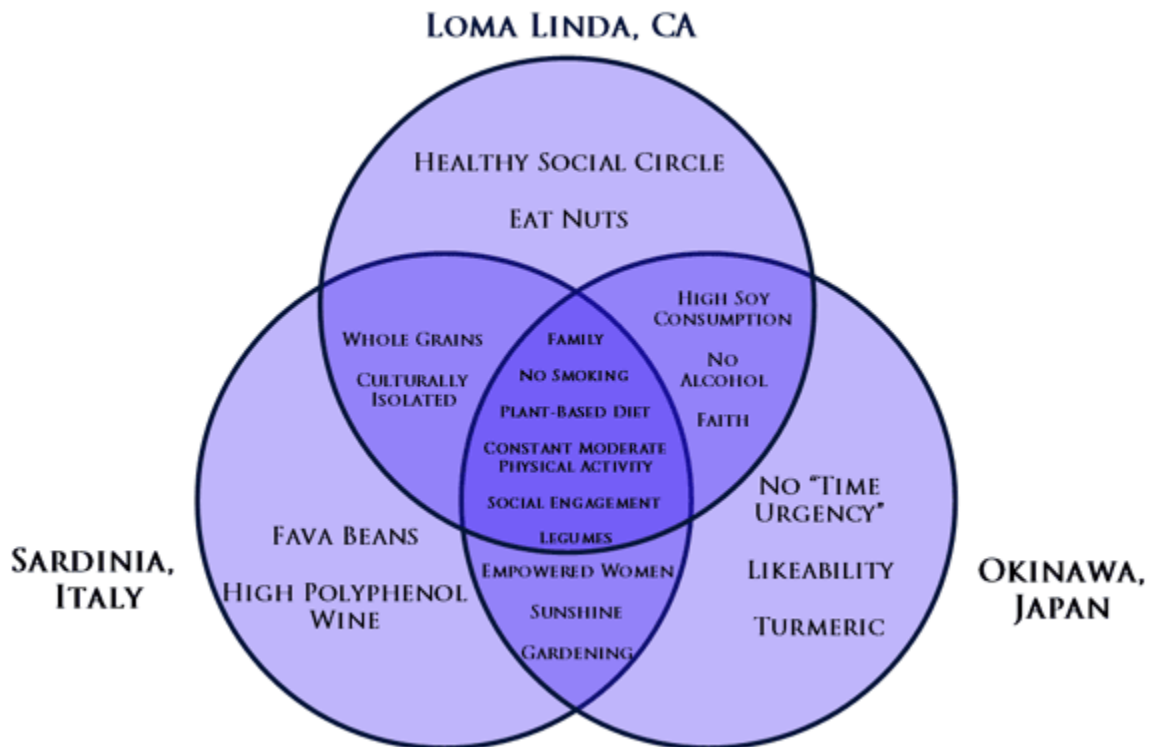 LOMA LINDA, CA
HEALTHY SOCIAL CIRCLE
EAT NUTS
HIGH SOY
CONSUMPTION
NO
ALCOHOL
FAITH
WHOLE GRAINS
CULTURALLY
ISOLATED
FAMILY
NO SMOKING
PLANT-BASED DIET
CONSTANT MODERATE
PHYSICAL ACTIVITY
SOCIAL ENGAGEMENT
LEGUMES
EMPOWERED WOMEN
SUNSHINE
GARDENING
FAVA BEANS
HIGH POLYPHENOL
WINE
NO "TIME
URGENCY"
LIKEABILITY
TURMERIC
SARDINIA,
ITALY
OKINAWA,
JAPAN